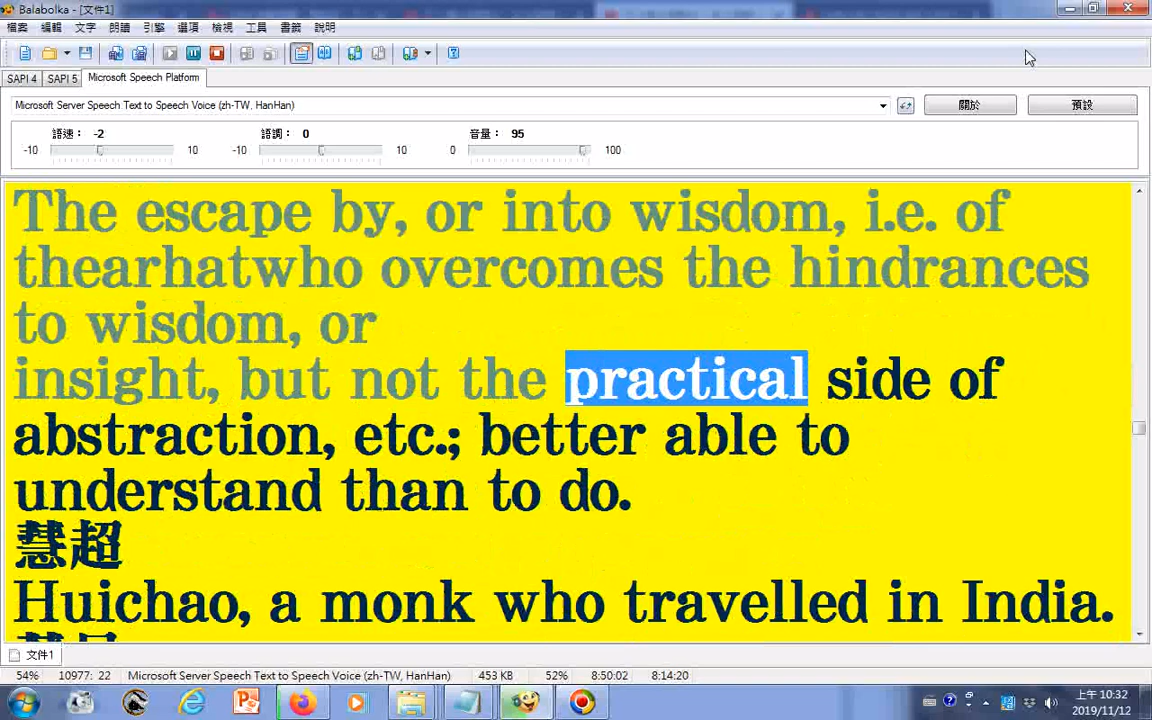 Balabolka - [文件1]
檔案 編輯 文字 朗讀 引擎 選項 檢視 工具 書籤 說明
SAPI 4 SAPI 5 Microsoft Speech Platform
Microsoft Server Speech Text to Speech Voice (zh-TW, HanHan) 關於 預設
語速： -2 語調： 0 音量： 95
-10 10 -10 10 0 100
The escape by, or into wisdom, i.e. of
thearhatwho overcomes the hindrances
to wisdom, or
insight, but not the practical side of
abstraction, etc.; better able to
understand than to do.
慧超
Huichao, a monk who travelled in India.
文件1
54% 10977: 22 Microsoft Server Speech Text to Speech Voice (zh-TW, HanHan) 453 KB 52% 8:50:02 8:14:20
上午 10:32
2019/11/12